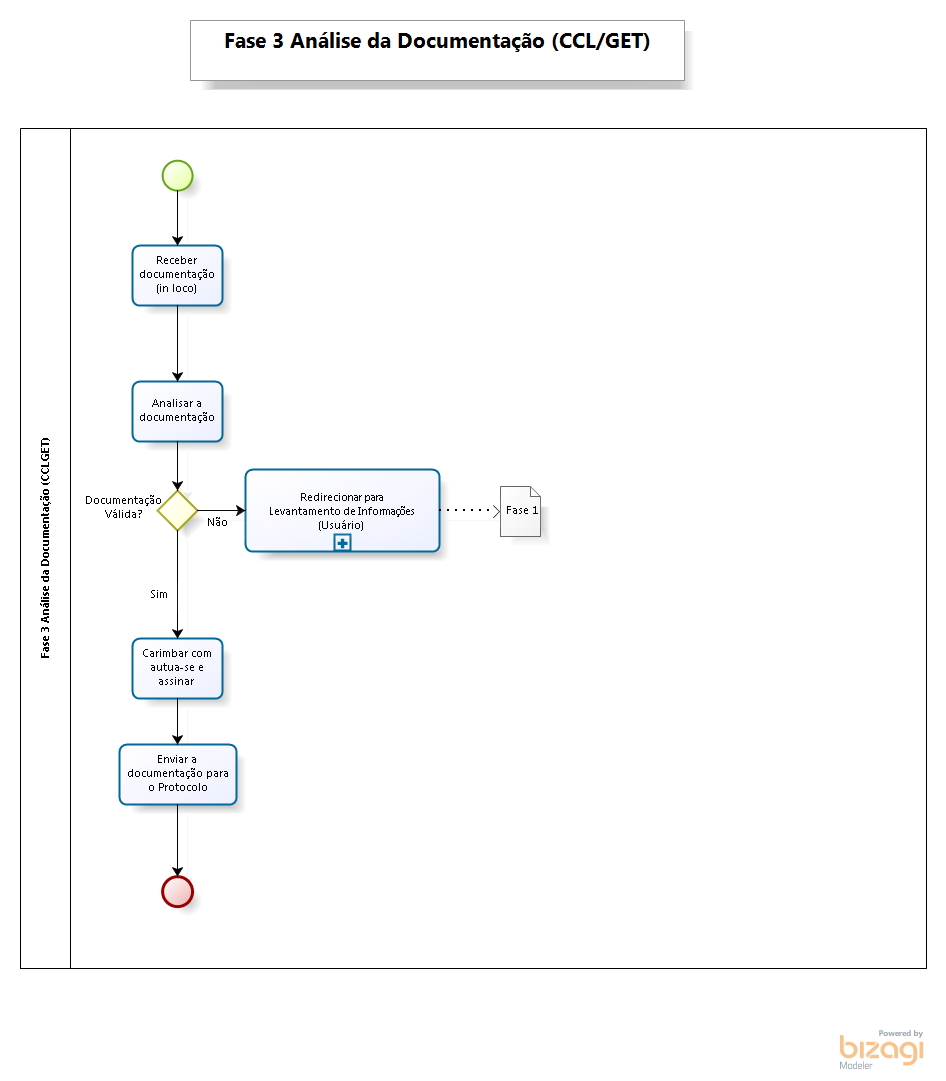 Fase 3 Análise da Documentação (CCL/GET)
Fase 3 Análise da Documentação (CCLGET)
Receber
documentação
(in loco)
Analisar a
documentação
Documentação
Válida?
Não
Redirecionar para
Levantamento de Informações
(Usuário)
Fase 1
Sim
Carimbar com
autua-se e
assinar
Enviar a
documentação para
o Protocolo
Powered by
bizagi
Modeler